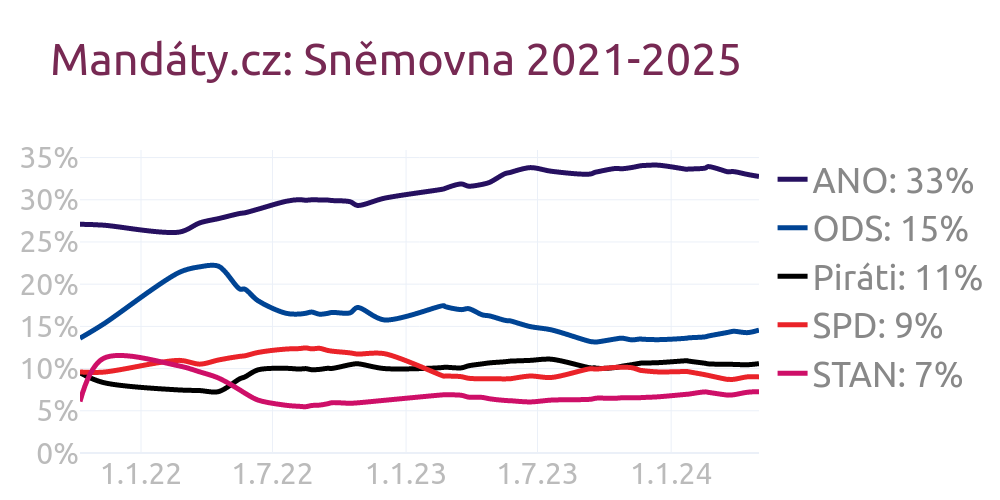 Mandáty.cz: Sněmovna 2021-2025
35%
30%
25%
20%
15%
10%
5%
0%
1.1.22 1.7.22 1.1.23 1.7.23 1.1.24
ANO: 33%
ODS: 15%
Piráti: 11%
SPD: 9%
STAN: 7%